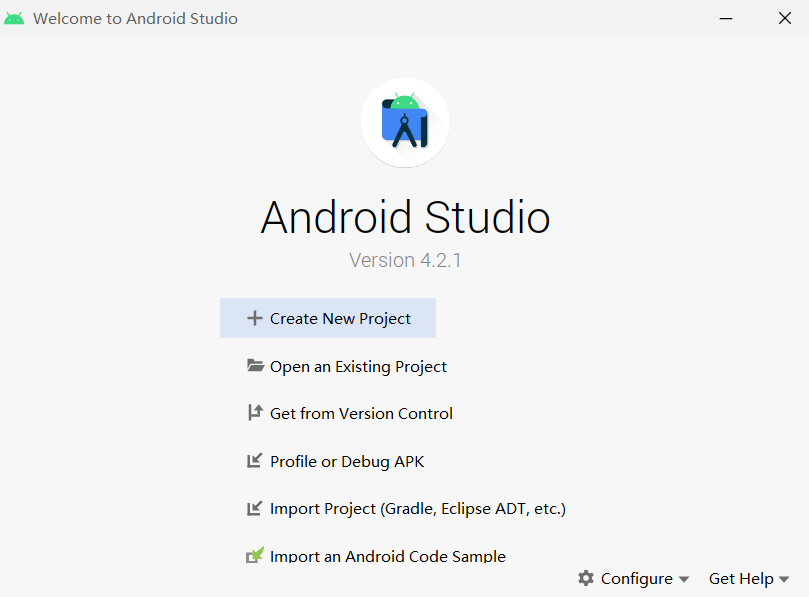 Welcome to Android Studio
Android Studio
Version 4.2.1
Create New Project
Open an Existing Project
Get from Version Control
Profile or Debug APK
Import Project (Gradle, Eclipse ADT, etc.)
Import an Android Code Sample
Configure
Get Help